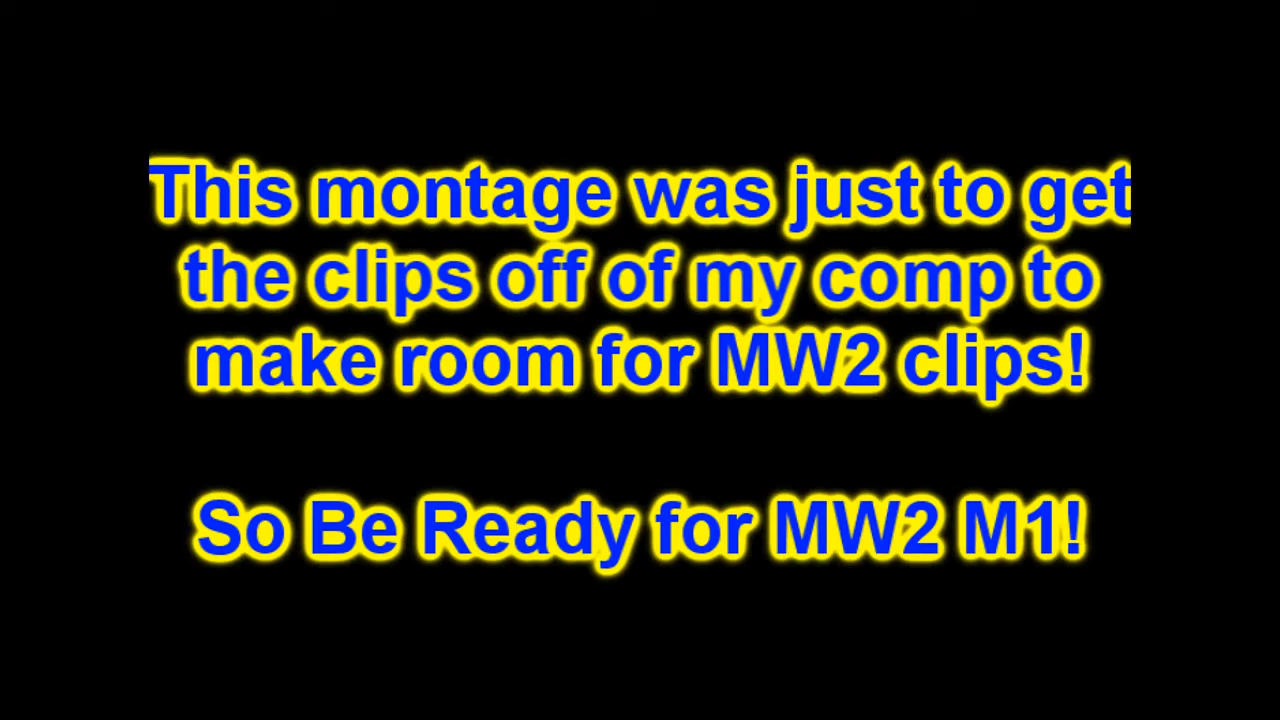 This montage was just to get
the clips off of my comp to
make room for MW2 clips!
So Be Ready for MW2 M1!